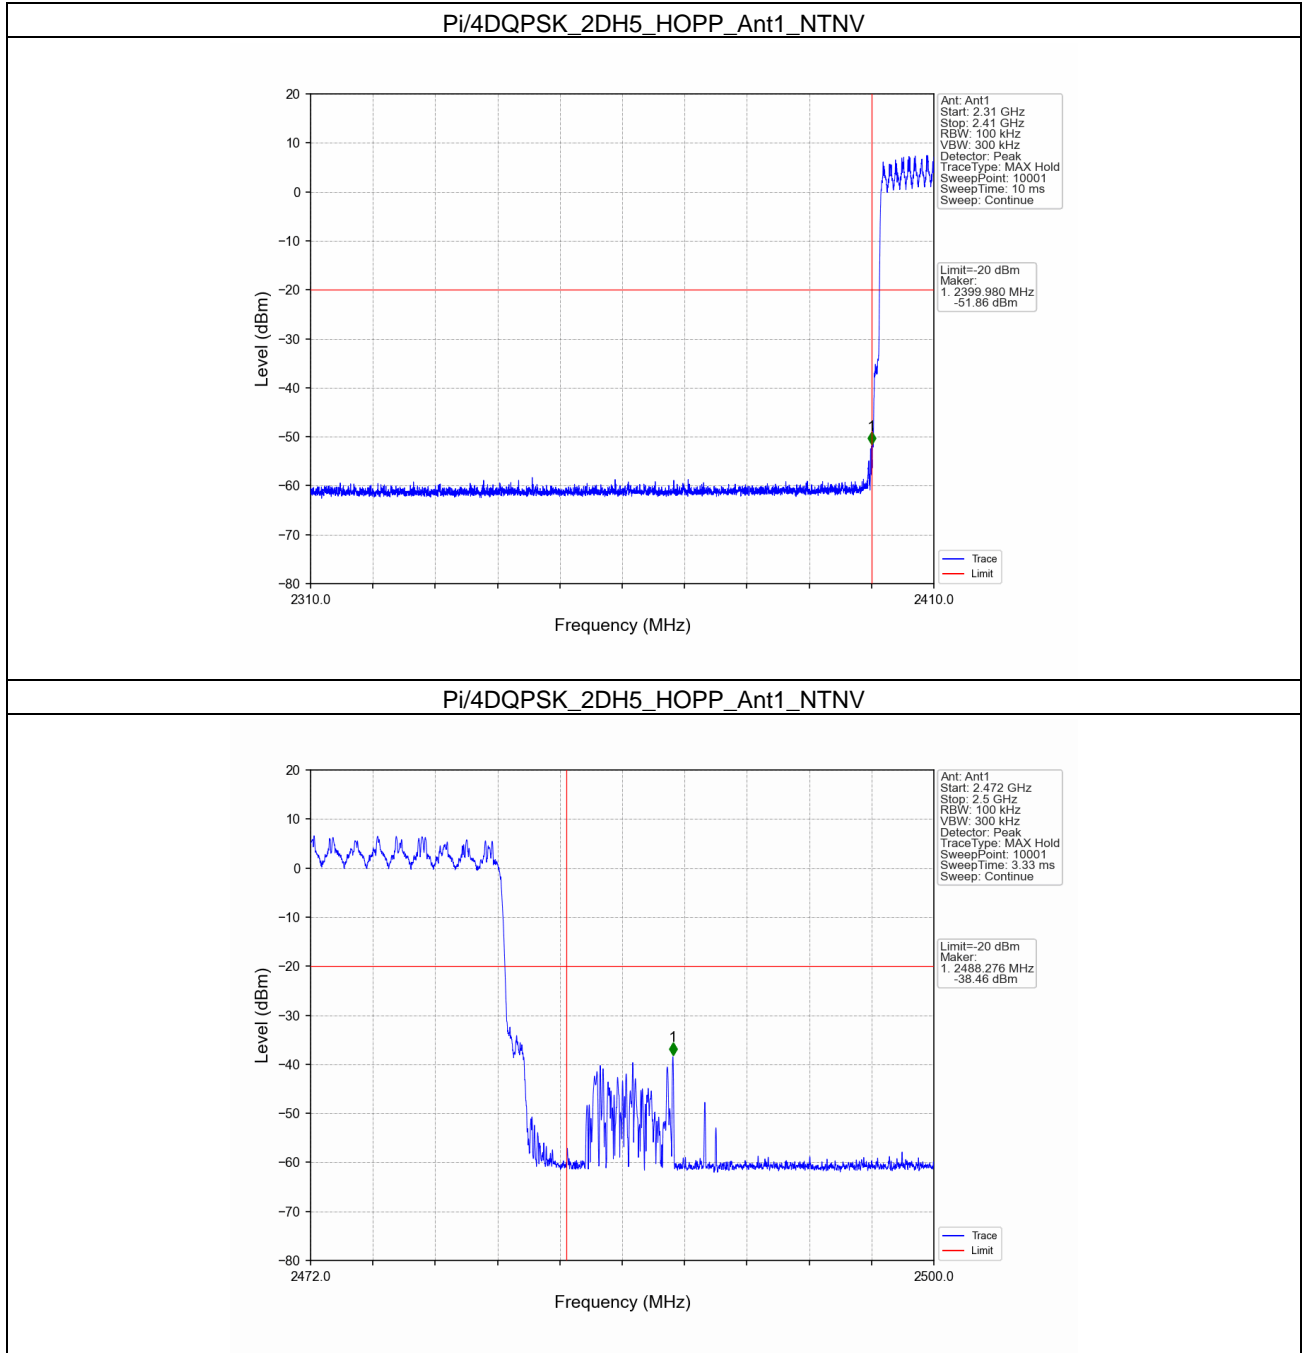 Pi/4DQPSK_2DH5_HOPP_Ant1_NTNV
20
10
0
−10
−20
−30
−40
−50
−60
−70
−80
Level (dBm)
1
2310.0
2410.0
Frequency (MHz)
Ant: Ant1
Start: 2.31 GHz
Stop: 2.41 GHz
RBW: 100 kHz
VBW: 300 kHz
Detector: Peak
TraceType: MAX Hold
SweepPoint: 10001
SweepTime: 10 ms
Sweep: Continue
Limit=-20 dBm
Maker:
1. 2399.980 MHz
-51.86 dBm
Trace
Limit
Pi/4DQPSK_2DH5_HOPP_Ant1_NTNV
20
10
0
−10
−20
−30
−40
−50
−60
−70
−80
Level (dBm)
1
2472.0
2500.0
Frequency (MHz)
Ant: Ant1
Start: 2.472 GHz
Stop: 2.5 GHz
RBW: 100 kHz
VBW: 300 kHz
Detector: Peak
TraceType: MAX Hold
SweepPoint: 10001
SweepTime: 3.33 ms
Sweep: Continue
Limit=-20 dBm
Maker:
1. 2488.276 MHz
-38.46 dBm
Trace
Limit